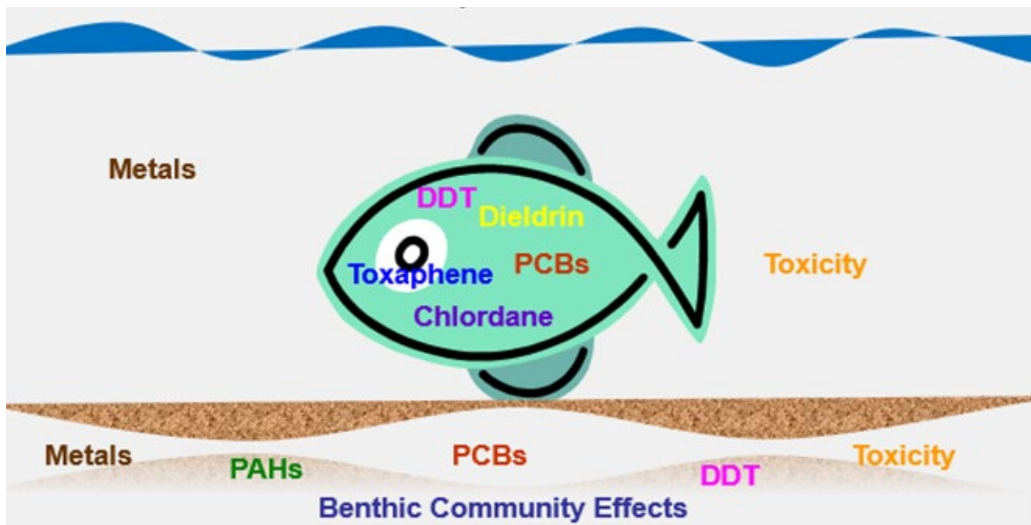 Metals
DDT
Dieldrin
PCBs
Toxicity
Toxaphene
Chlordane
Metals
PAHs
PCBs
DDT
Toxicity
Benthic Community Effects